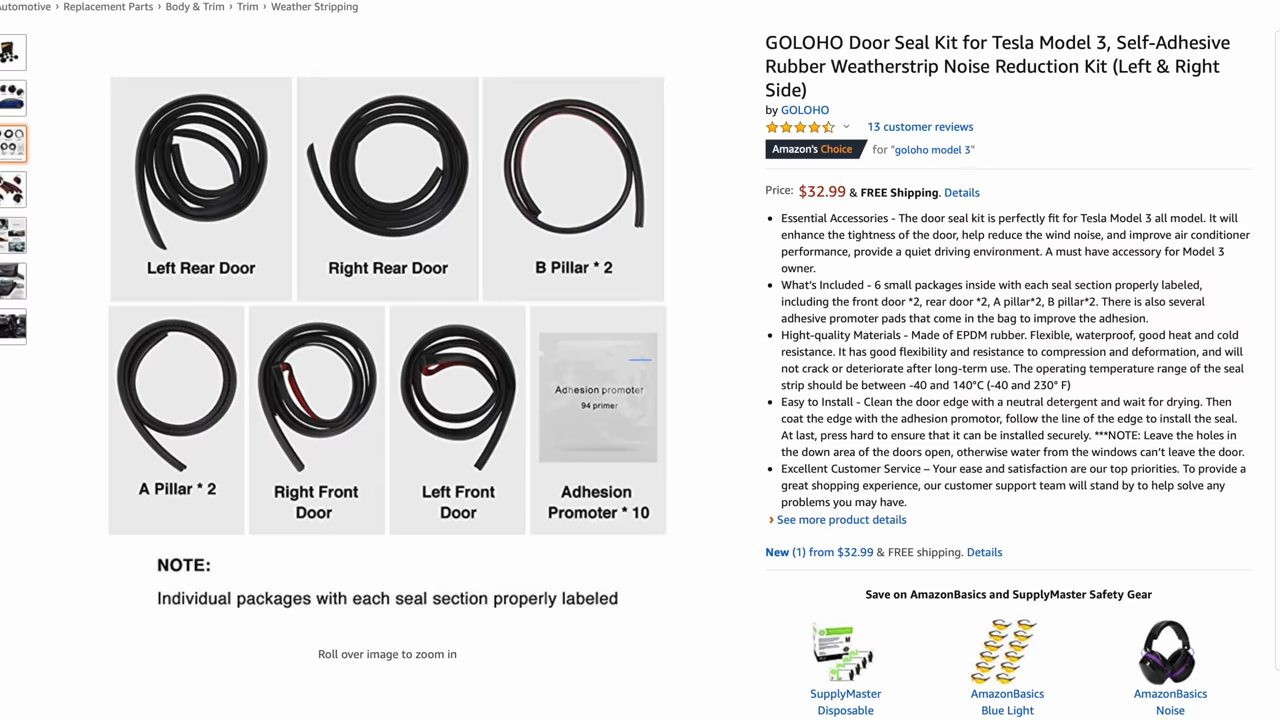 Automotive › Replacement Parts › Body & Trim › Trim › Weather Stripping
Left Rear Door
Right Rear Door
B Pillar * 2
A Pillar * 2
Right Front
Door
Left Front
Door
Adhesion promoter
94 primer
Adhesion
Promoter * 10
NOTE:
Individual packages with each seal section properly labeled
Roll over image to zoom in
GOLOHO Door Seal Kit for Tesla Model 3, Self-Adhesive
Rubber Weatherstrip Noise Reduction Kit (Left & Right
Side)
by GOLOHO
13 customer reviews
Amazon's Choice for "goloho model 3"
Price: $32.99 & FREE Shipping. Details
Essential Accessories - The door seal kit is perfectly fit for Tesla Model 3 all model. It will
enhance the tightness of the door, help reduce the wind noise, and improve air conditioner
performance, provide a quiet driving environment. A must have accessory for Model 3
owner.
What's Included - 6 small packages inside with each seal section properly labeled,
including the front door *2, rear door *2, A pillar*2, B pillar*2. There is also several
adhesive promoter pads that come in the bag to improve the adhesion.
Hight-quality Materials - Made of EPDM rubber. Flexible, waterproof, good heat and cold
resistance. It has good flexibility and resistance to compression and deformation, and will
not crack or deteriorate after long-term use. The operating temperature range of the seal
strip should be between -40 and 140°C (-40 and 230° F)
Easy to Install - Clean the door edge with a neutral detergent and wait for drying. Then
coat the edge with the adhesion promotor, follow the line of the edge to install the seal.
At last, press hard to ensure that it can be installed securely. ***NOTE: Leave the holes in
the down area of the doors open, otherwise water from the windows can't leave the door.
Excellent Customer Service – Your ease and satisfaction are our top priorities. To provide a
great shopping experience, our customer support team will stand by to help solve any
problems you may have.
› See more product details
New (1) from $32.99 & FREE shipping. Details
Save on AmazonBasics and SupplyMaster Safety Gear
SupplyMaster
Disposable
AmazonBasics
Blue Light
AmazonBasics
Noise